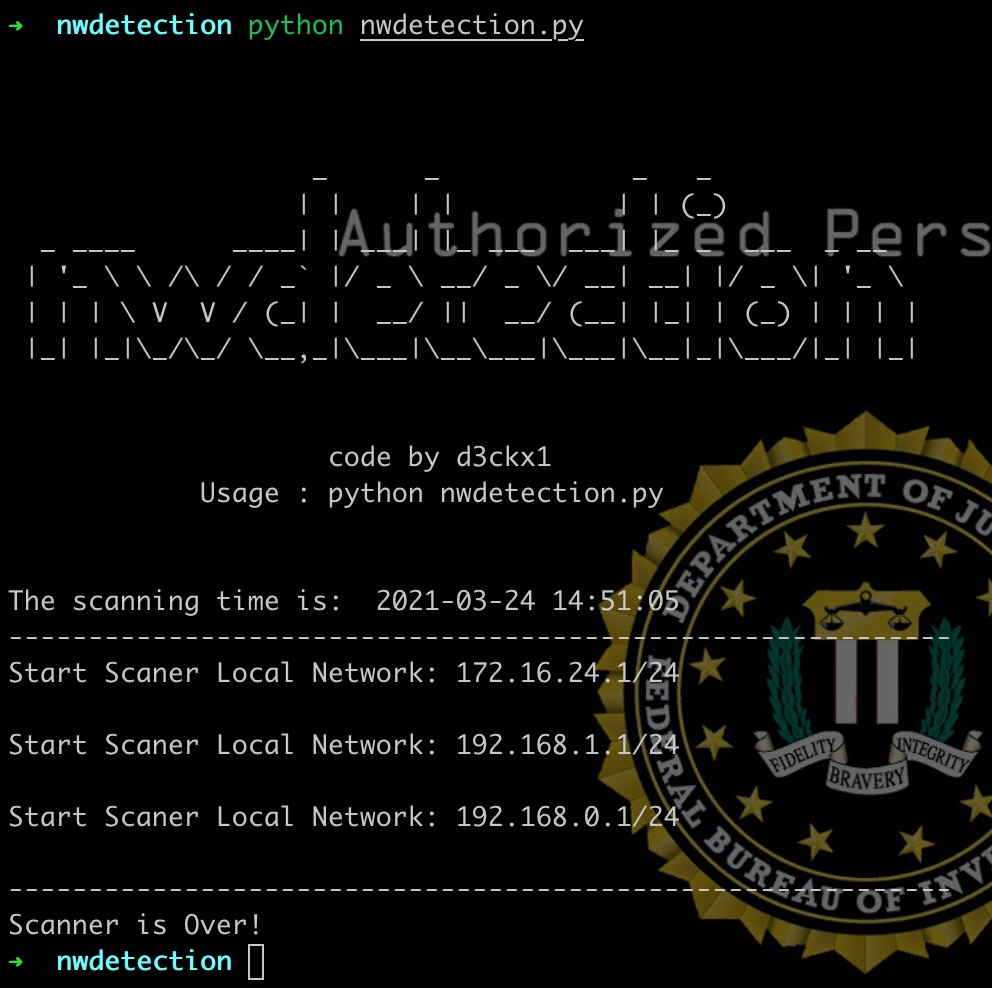 ➜ nwdetection python nwdetection.py
Authorized Pers
nwdetection
code by d3ckx1
Usage : python nwdetection.py
The scanning time is:  2021-03-24 14:51:05
-----------------------------------------------------------
Start Scaner Local Network: 172.16.24.1/24
Start Scaner Local Network: 192.168.1.1/24
Start Scaner Local Network: 192.168.0.1/24
-----------------------------------------------------------
Scanner is Over!
➜ nwdetection
DEPARTMENT OF JU
FEDERAL BUREAU OF INVE
FIDELITY
BRAVERY
INTEGRITY